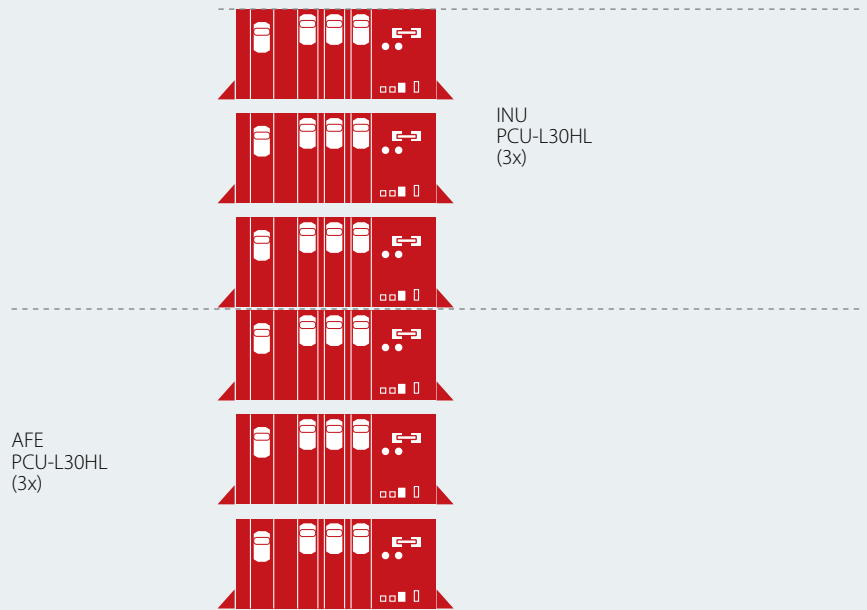 INU
PCU-L30HL
(3x)
AFE
PCU-L30HL
(3x)